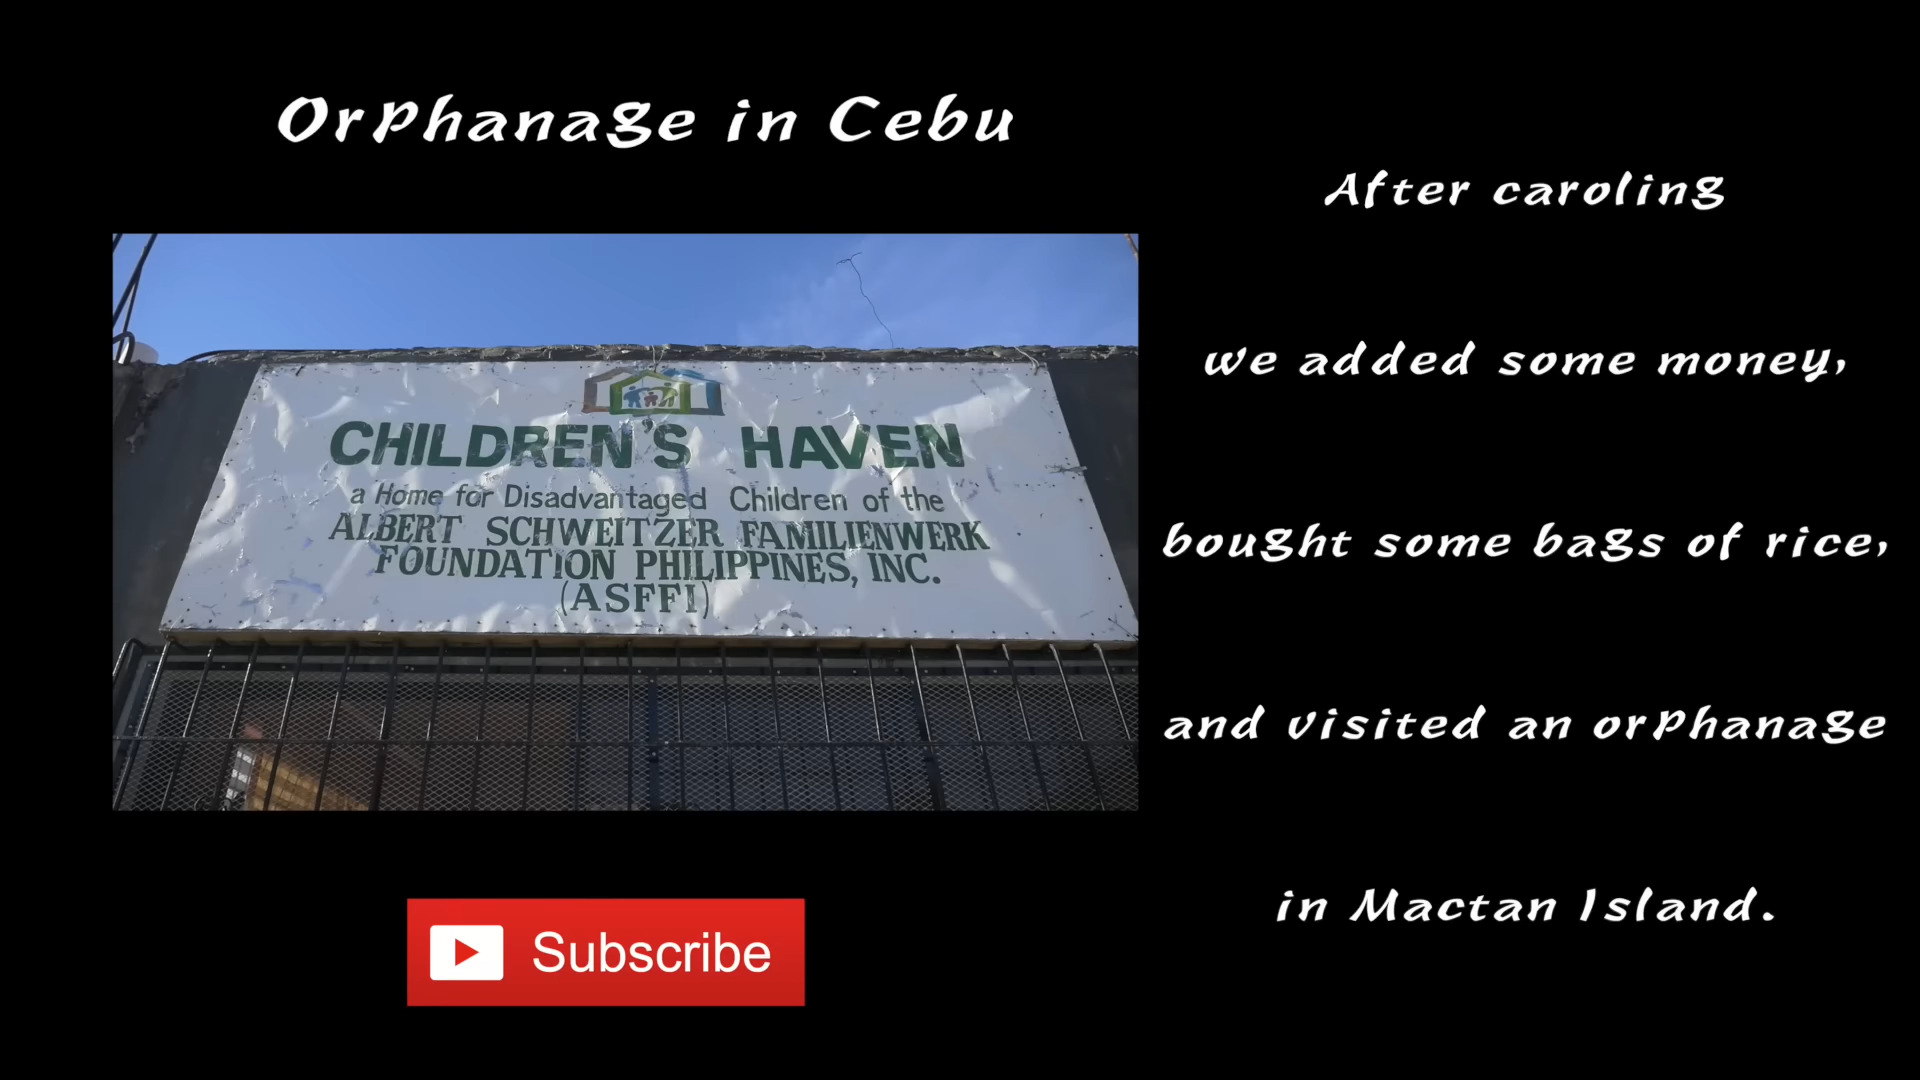 Orphanage in Cebu
CHILDREN'S HAVEN
a Home for Disadvantaged Children of the
ALBERT SCHWEITZER FAMILIENWERK
FOUNDATION PHILIPPINES, INC.
(ASFFI)
Subscribe
After caroling
we added some money,
bought some bags of rice,
and visited an orphanage
in Mactan Island.